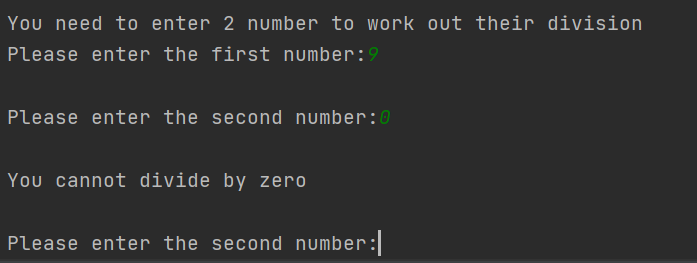 You need to enter 2 number to work out their division
Please enter the first number:9
Please enter the second number:0
You cannot divide by zero
Please enter the second number: